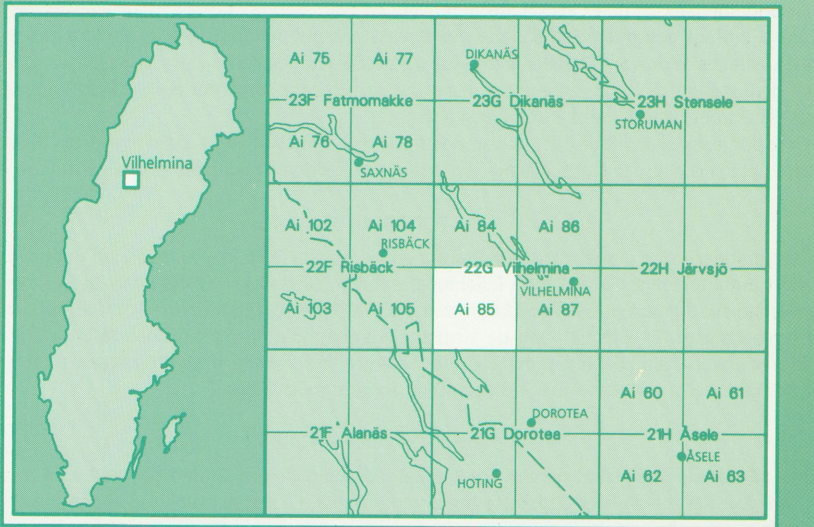 Vilhelmina
Ai 75 Ai 77 DIKANÄS
23F Fatmomakke 23G Dikanäs 23H Stensele
STORUMAN
Ai 76 Ai 78
SAXNÄS
Ai 102 Ai 104 Ai 84 Ai 86
RISBÄCK
22F Risbäck 22G Vilhelmina 22H Järvsjö
VILHELMINA
Ai 103 Ai 105 Ai 85 Ai 87
Ai 60 Ai 61
DOROTEA
21F Alanäs 21G Dorotea 21H Åsele
ÅSELE
HOTING Ai 62 Ai 63